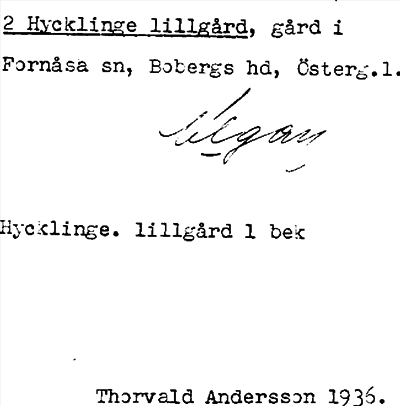 2 Hycklinge lillgård, gård i
Fornåsa sn, Bobergs hd, Österg.l.
Hycklinge. lillgård 1 bek
Thorvald Andersson 1936.